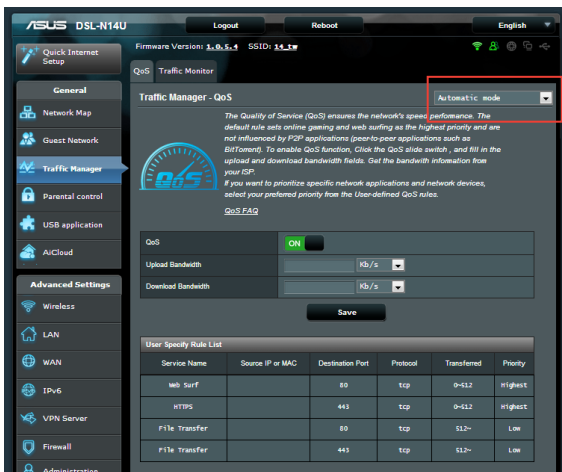 ASUS DSL-N14U
Logout
Reboot
English
Quick Internet
Setup
Firmware Version: 1.0.5.4 SSID: 14_tw
QoS Traffic Monitor
General
Network Map
Guest Network
Traffic Manager
Parental control
USB application
AiCloud
Advanced Settings
Wireless
LAN
WAN
IPv6
VPN Server
Firewall
Administration
Traffic Manager - QoS
Automatic mode
The Quality of Service (QoS) ensures the network's speed performance. The
default rule sets online gaming and web surfing as the highest priority and are
not influenced by P2P applications (peer-to-peer applications such as
BitTorrent). To enable QoS function, Click the QoS slide switch , and fill in the
upload and download bandwidth fields. Get the bandwidth information from
your ISP.
If you want to prioritize specific network applications and network devices,
select your preferred priority from the User-defined QoS rules.
QoS FAQ
QoS
QoS ON
Upload Bandwidth Kb/s
Download Bandwidth Kb/s
Save
User Specify Rule List
Service Name Source IP or MAC Destination Port Protocol Transferred Priority
Web Surf 80 tcp 0~512 Highest
HTTPS 443 tcp 0~512 Highest
File Transfer 80 tcp 512~ Low
File Transfer 443 tcp 512~ Low